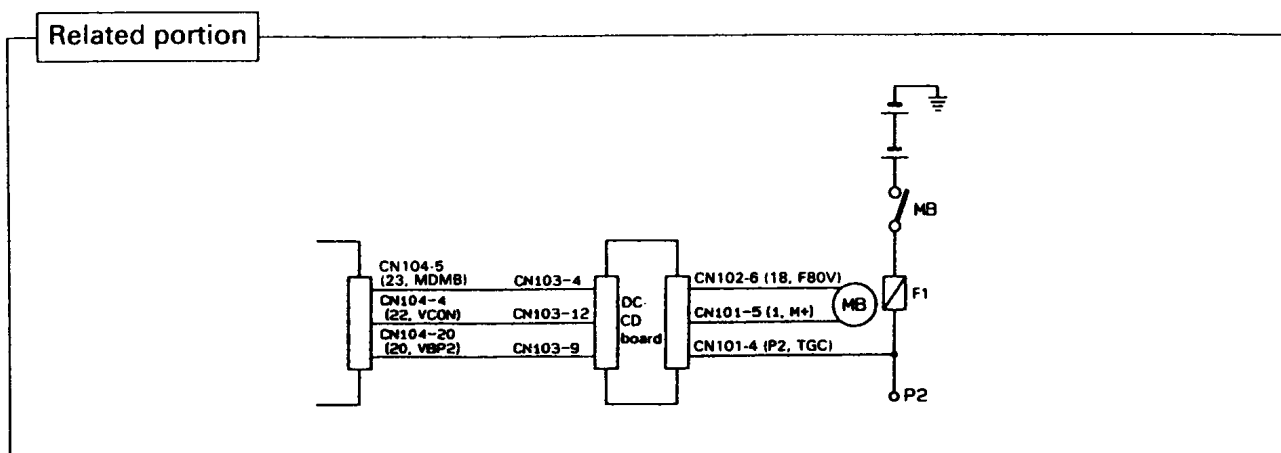 Related portion
MB
CN104-5
(23, MDMB)
CN103-4
CN102-6 (18, F80V)
CN104-4
(22, VCON)
CN103-12
DC-
CD
board
CN101-5 (1, M+)
MB
F1
CN104-20
(20, VBP2)
CN103-9
CN101-4 (P2, TGC)
P2